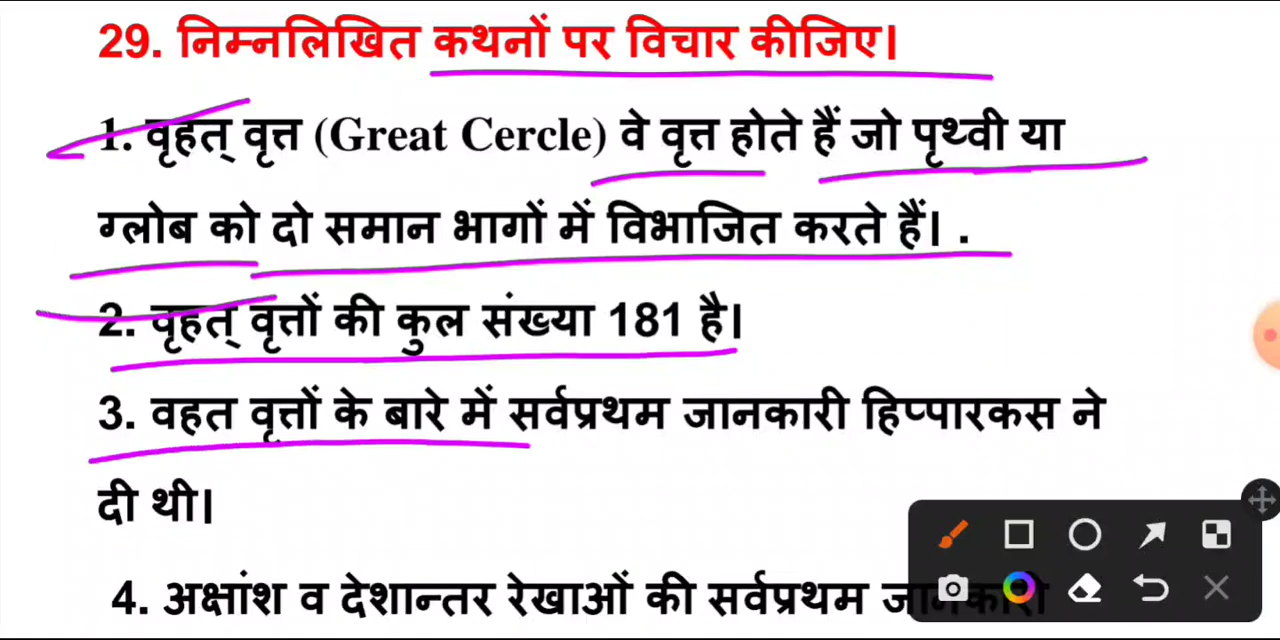 29. निम्नलिखित कथनों पर विचार कीजिए।
1. वृहत् वृत्त (Great Cercle) वे वृत्त होते हैं जो पृथ्वी या
ग्लोब को दो समान भागों में विभाजित करते हैं। .
2. वृहत् वृत्तों की कुल संख्या 181 है।
3. वहत वृत्तों के बारे में सर्वप्रथम जानकारी हिप्पारकस ने
दी थी।
4. अक्षांश व देशान्तर रेखाओं की सर्वप्रथम जानकारी